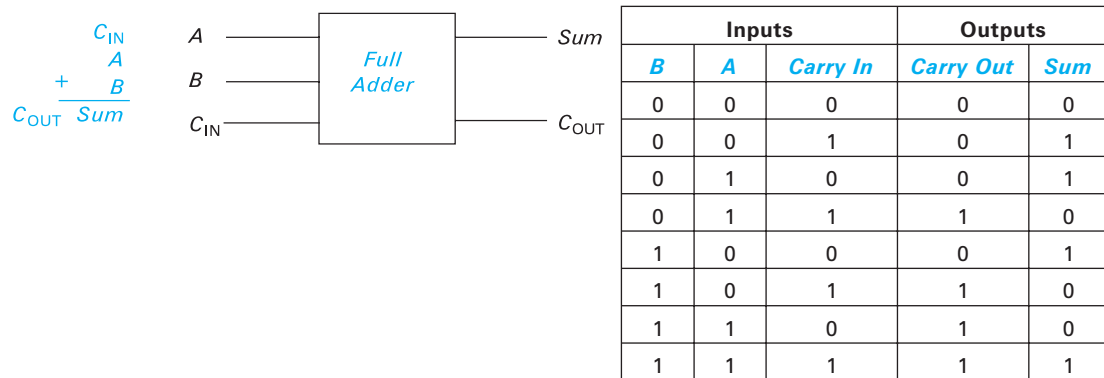 C_IN
A
+ B
C_OUT Sum
A
B
C_IN
Full
Adder
Sum
C_OUT
Inputs Outputs
B A Carry In Carry Out Sum
0 0 0 0 0
0 0 1 0 1
0 1 0 0 1
0 1 1 1 0
1 0 0 0 1
1 0 1 1 0
1 1 0 1 0
1 1 1 1 1